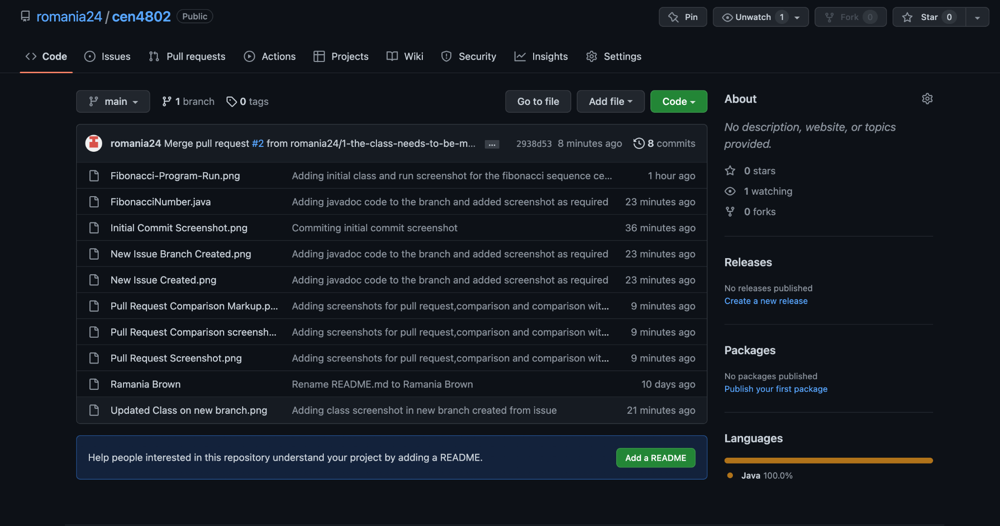 romania24 / cen4802 Public
Pin
Unwatch 1
Fork 0
Star 0
Code
Issues
Pull requests
Actions
Projects
Wiki
Security
Insights
Settings
main
1 branch
0 tags
Go to file
Add file
Code
romania24 Merge pull request #2 from romania24/1-the-class-needs-to-be-m... ... 2938d53 8 minutes ago 8 commits
Fibonacci-Program-Run.png Adding initial class and run screenshot for the fibonacci sequence ce... 1 hour ago
FibonacciNumber.java Adding javadoc code to the branch and added screenshot as required 23 minutes ago
Initial Commit Screenshot.png Commiting initial commit screenshot 36 minutes ago
New Issue Branch Created.png Adding javadoc code to the branch and added screenshot as required 23 minutes ago
New Issue Created.png Adding javadoc code to the branch and added screenshot as required 23 minutes ago
Pull Request Comparison Markup.p... Adding screenshots for pull request,comparison and comparison wit... 9 minutes ago
Pull Request Comparison screensh... Adding screenshots for pull request,comparison and comparison wit... 9 minutes ago
Pull Request Screenshot.png Adding screenshots for pull request,comparison and comparison wit... 9 minutes ago
Ramania Brown Rename README.md to Ramania Brown 10 days ago
Updated Class on new branch.png Adding class screenshot in new branch created from issue 21 minutes ago
Help people interested in this repository understand your project by adding a README.
Add a README
About
No description, website, or topics
provided.
0 stars
1 watching
0 forks
Releases
No releases published
Create a new release
Packages
No packages published
Publish your first package
Languages
Java 100.0%